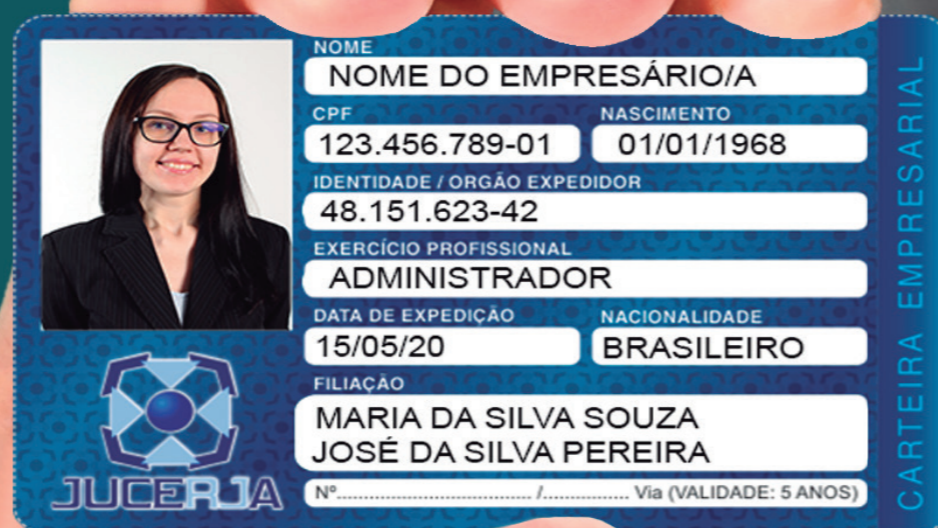 NOME
NOME DO EMPRESÁRIO/A
CPF NASCIMENTO
123.456.789-01 01/01/1968
IDENTIDADE / ORGÃO EXPEDIDOR
48.151.623-42
EXERCÍCIO PROFISSIONAL
ADMINISTRADOR
DATA DE EXPEDIÇÃO NACIONALIDADE
15/05/20 BRASILEIRO
FILIAÇÃO
MARIA DA SILVA SOUZA
JOSÉ DA SILVA PEREIRA
Nº................................... /................ Via (VALIDADE: 5 ANOS)
JUCERJA
CARTEIRA EMPRESARIAL